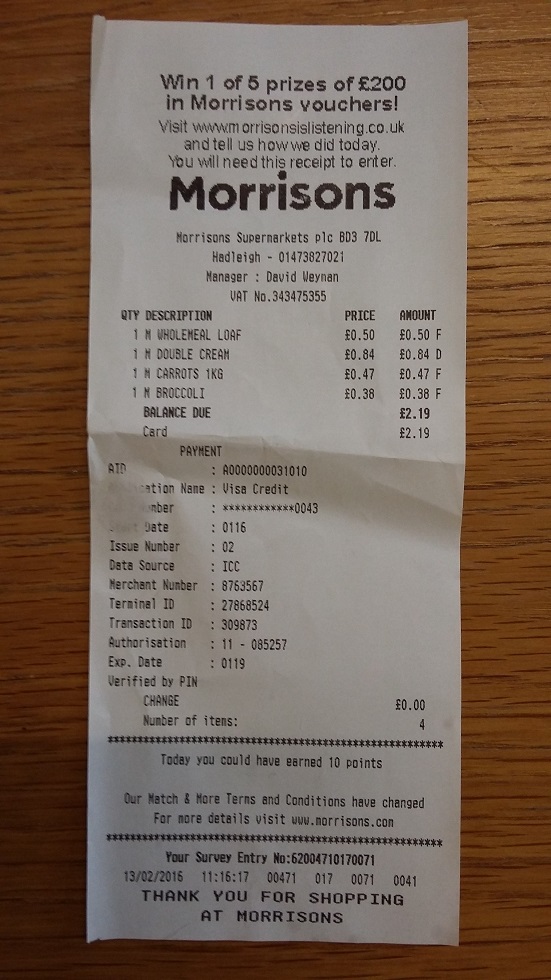 Win 1 of 5 prizes of £200
in Morrisons vouchers!
Visit www.morrisonsislistening.co.uk
and tell us how we did today.
You will need this receipt to enter.
Morrisons
Morrisons Supermarkets plc BD3 7DL
Hadleigh - 01473827021
Manager : David Weynan
VAT No.343475355
QTY DESCRIPTION PRICE AMOUNT
1 M WHOLEMEAL LOAF £0.50 £0.50 F
1 M DOUBLE CREAM £0.84 £0.84 D
1 M CARROTS 1KG £0.47 £0.47 F
1 M BROCCOLI £0.38 £0.38 F
BALANCE DUE £2.19
Card £2.19
PAYMENT
AID : A0000000031010
Name : Visa Credit
: ************0043
Date : 0116
Issue Number : 02
Data Source : ICC
Merchant Number : 8763567
Terminal ID : 27868524
Transaction ID : 309873
Authorisation : 11 - 085257
Exp. Date : 0119
Verified by PIN
CHANGE £0.00
Number of items: 4
********************************************
Today you could have earned 10 points
Our Match & More Terms and Conditions have changed
For more details visit www.morrisons.com
********************************************
Your Survey Entry No:62004710170071
13/02/2016 11:16:17 00471 017 0071 0041
THANK YOU FOR SHOPPING
AT MORRISONS